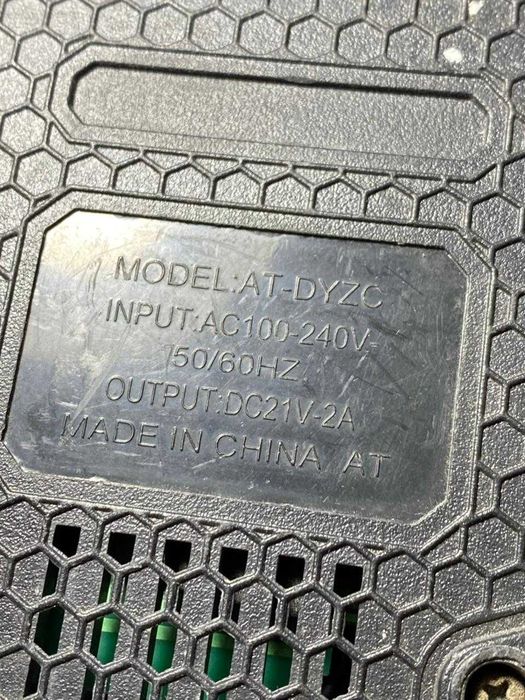 MODEL:AT-DYZC
INPUT:AC100-240V-
50/60HZ
OUTPUT:DC21V-2A
MADE IN CHINA AT